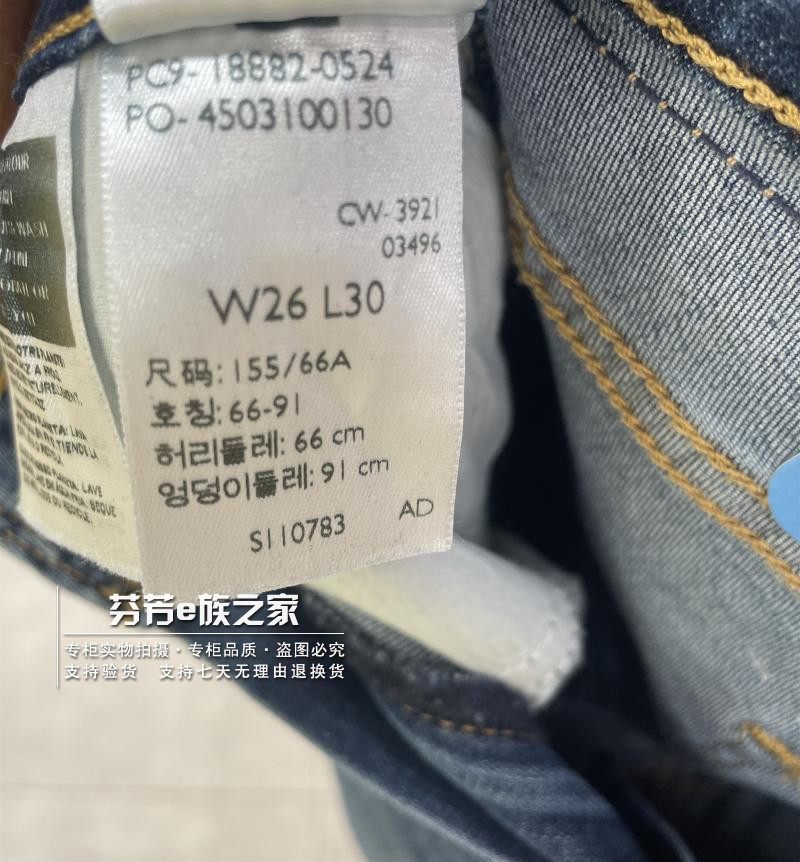 PC9-18882-0524
PO-4503100130
CW-3921
03496
W26 L30
尺码:155/66A
호칭:66-91
허리둘레:66 cm
엉덩이둘레:91 cm
S110783 AD
WASH
LAVE
SEQUE
芬芳e族之家
专柜实物拍摄·专柜品质·盗图必究
支持验货 支持七天无理由退换货